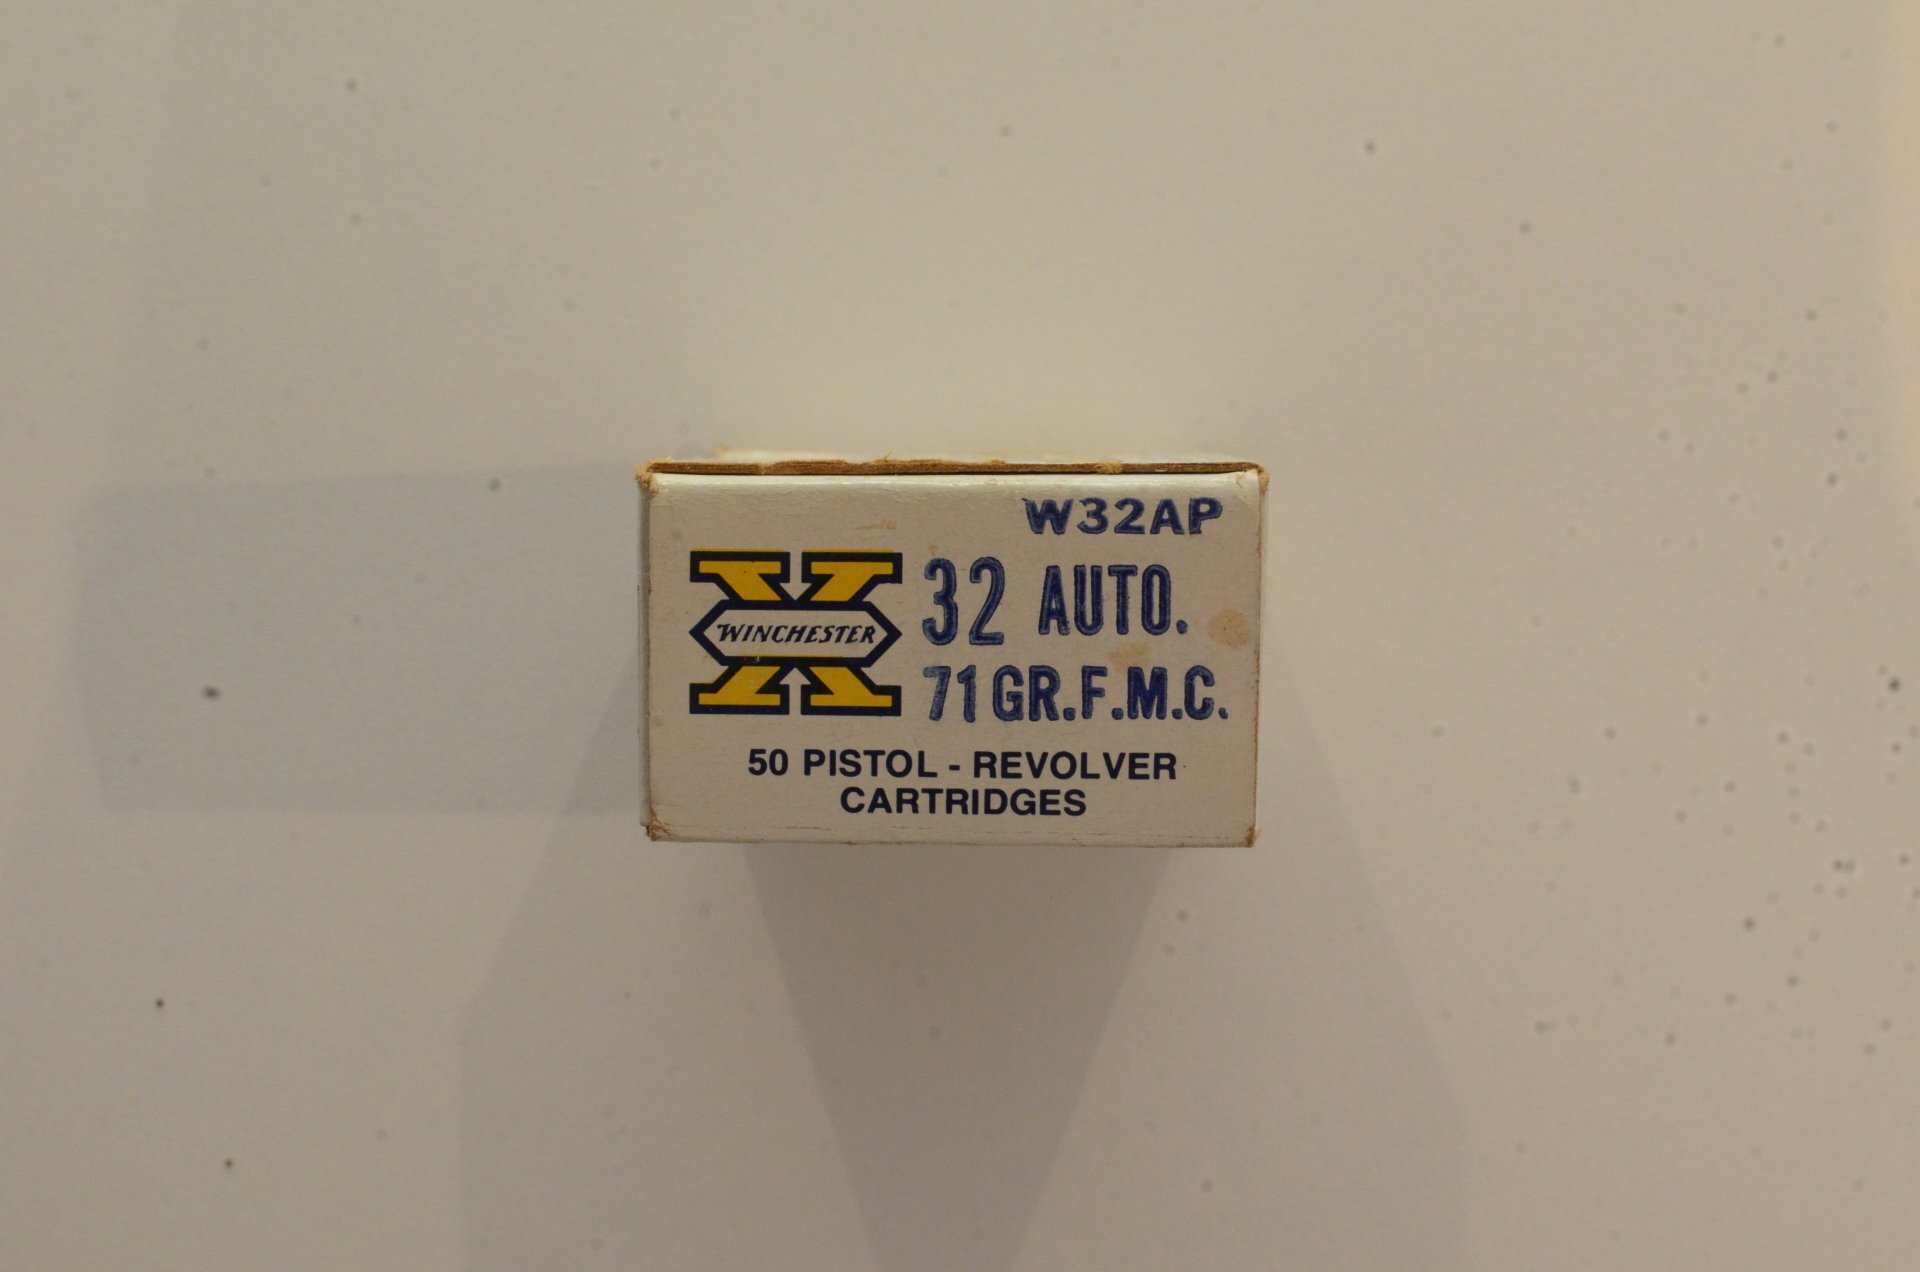 W32AP
WINCHESTER
32 AUTO.
71 GR.F.M.C.
50 PISTOL - REVOLVER
CARTRIDGES